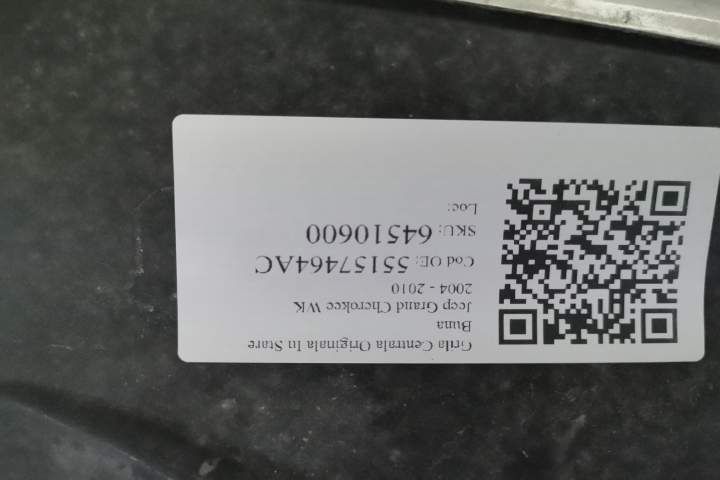 Grila Centrala Originala In Stare
Buna
Jeep Grand Cherokee WK
2004 - 2010
Cod OE: 55157464AC
SKU: 64510600
Loc: